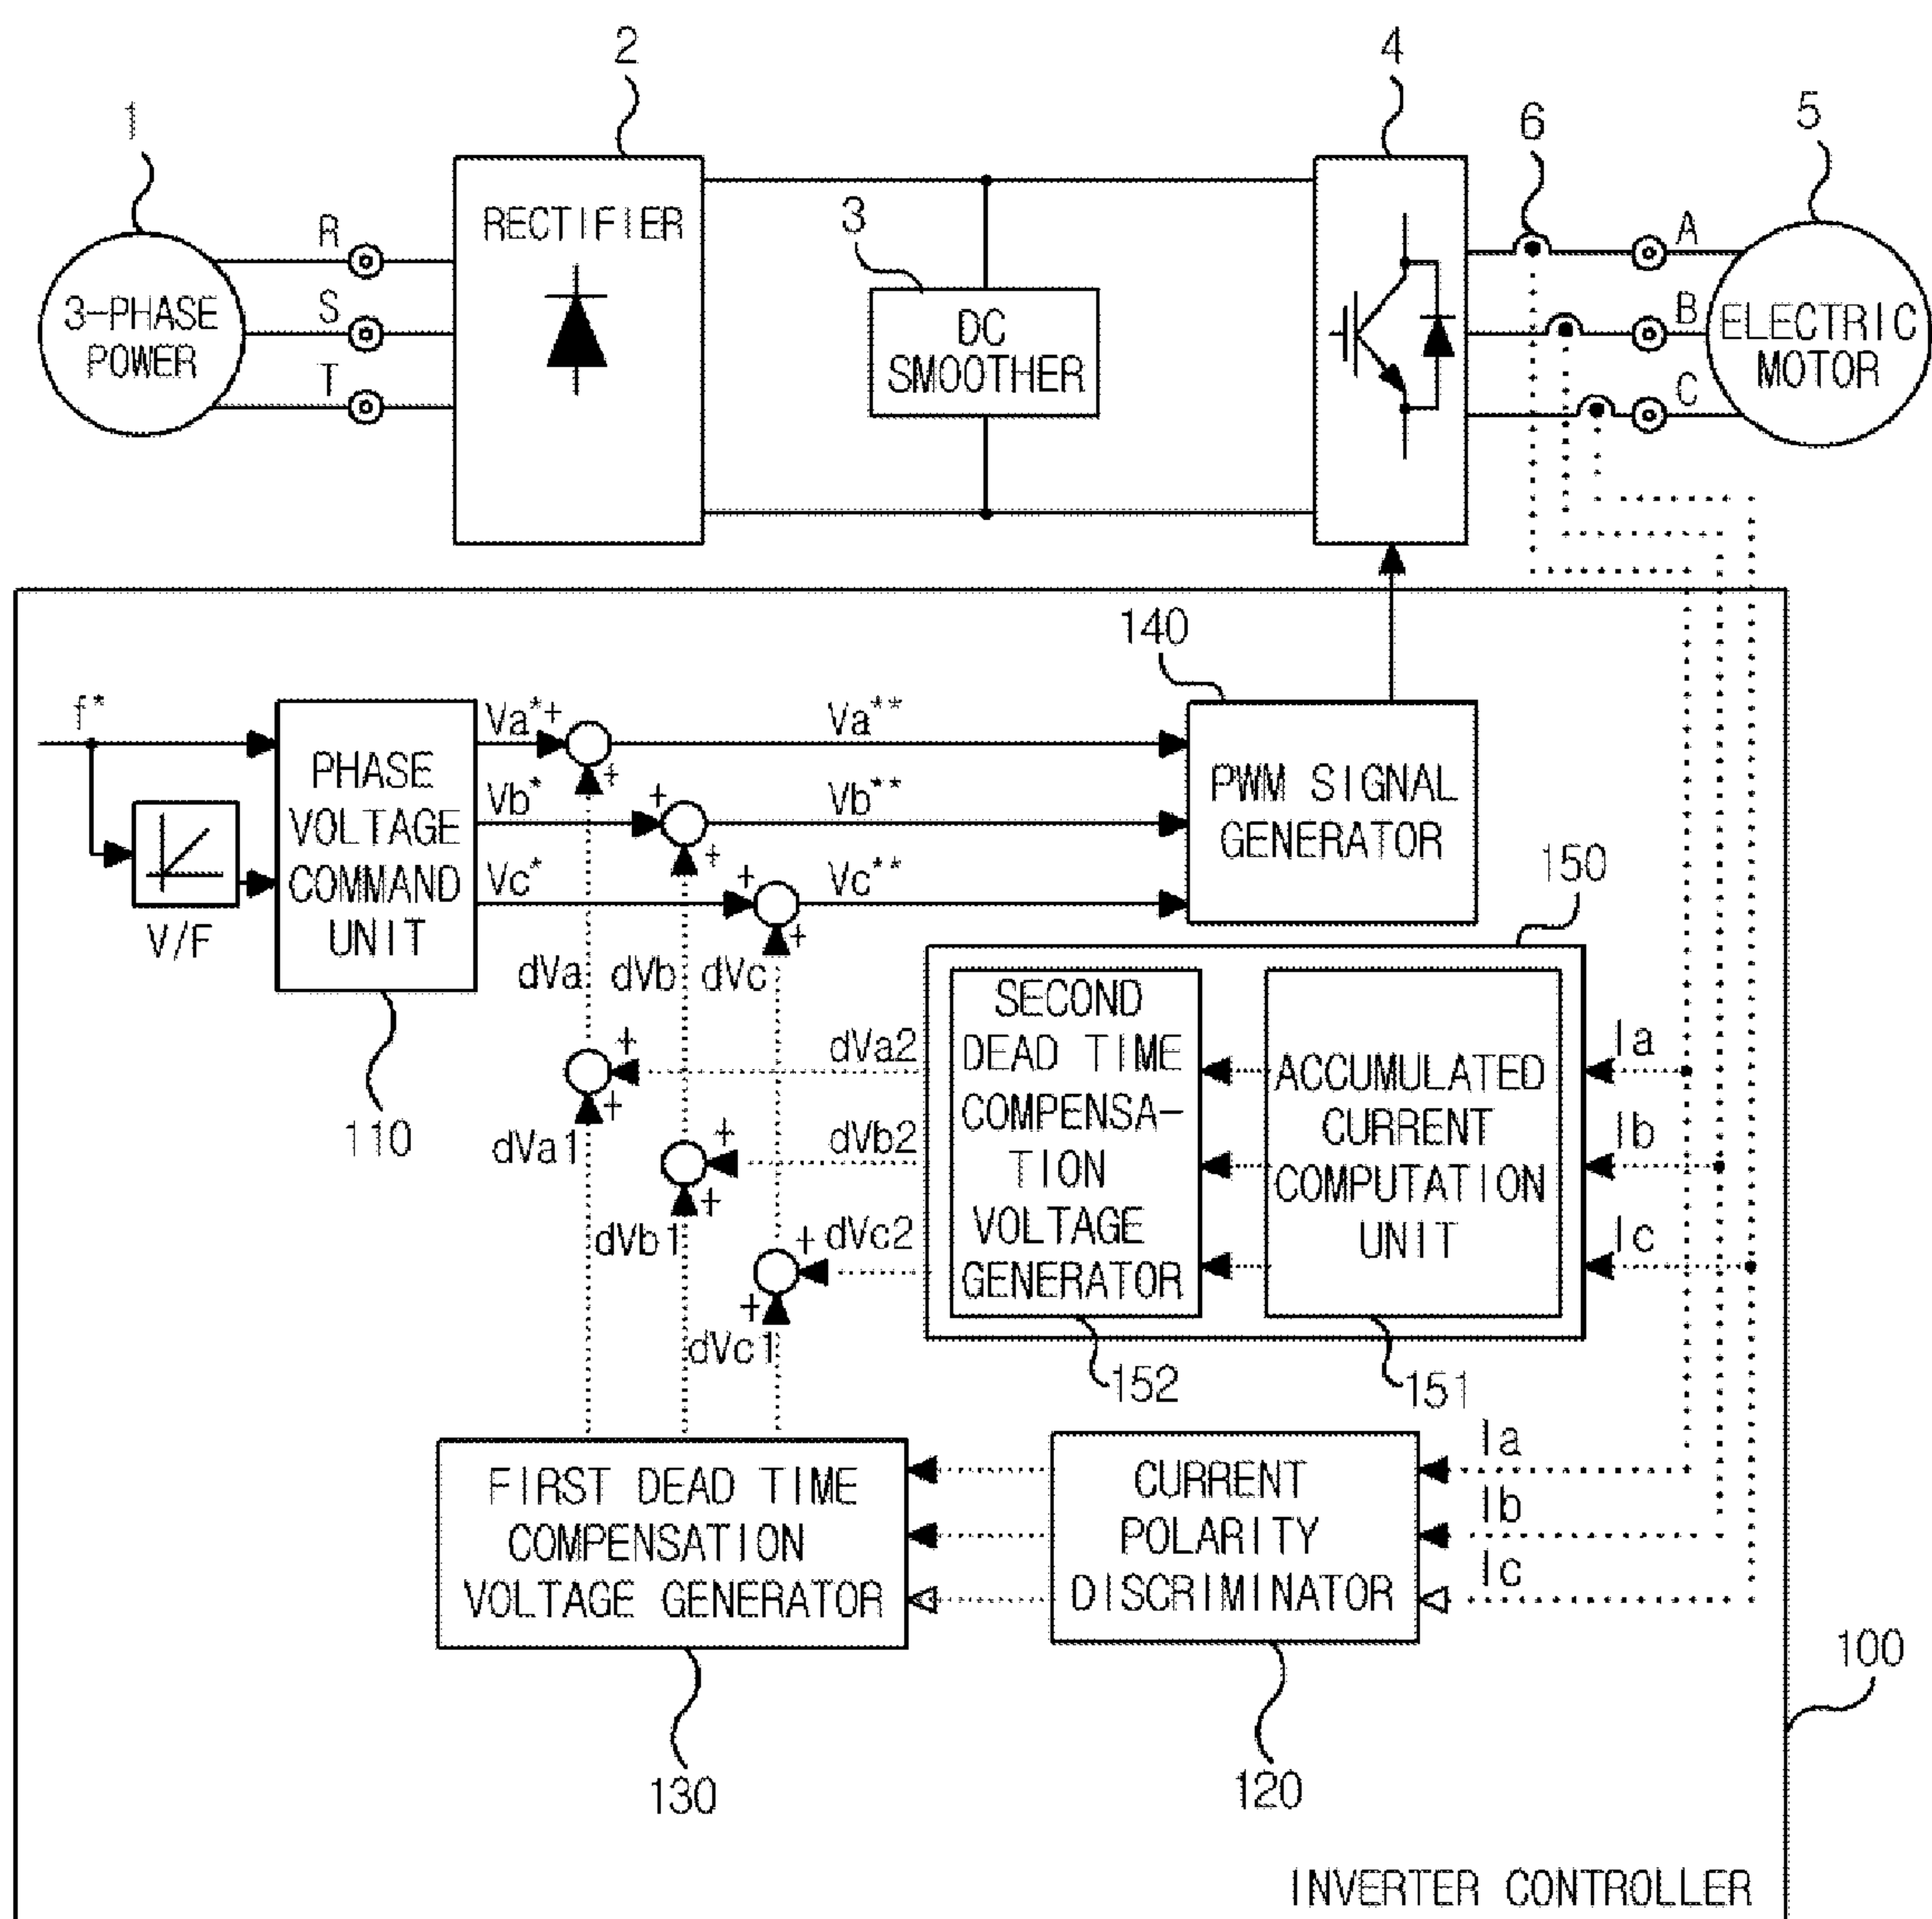 2
4
1
6
5
RECTIFIER
3
R
A
3-PHASE
POWER
S
DC
SMOOTHER
B
ELECTRIC
MOTOR
T
C
140
f*
Va*+
+
Va**
PHASE
VOLTAGE
COMMAND
UNIT
Vb*
+
+
Vb**
PWM SIGNAL
GENERATOR
V/F
Vc*
+
+
Vc**
150
dVa
dVb
dVc
110
SECOND
DEAD TIME
COMPENSA-
TION
VOLTAGE
GENERATOR
ACCUMULATED
CURRENT
COMPUTATION
UNIT
+
+
dVa2
Ia
dVa1
+
+
dVb2
Ib
dVb1
+
+
dVc2
Ic
dVc1
152
151
FIRST DEAD TIME
COMPENSATION
VOLTAGE GENERATOR
CURRENT
POLARITY
DISCRIMINATOR
Ia
Ib
Ic
100
130
120
INVERTER CONTROLLER